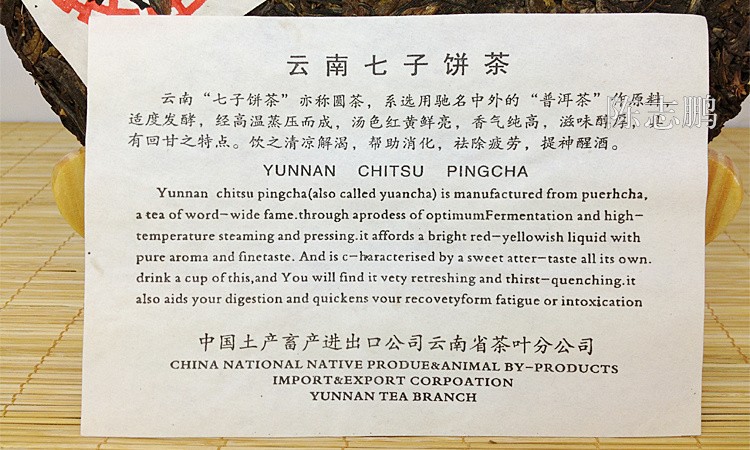 云南七子饼茶
云南“七子饼茶”亦称圆茶，系选用驰名中外的“普洱茶”作原料，
适度发酵，经高温蒸压而成，汤色红黄鲜亮，香气纯高，滋味醇厚，
有回甘之特点。饮之清凉解渴，帮助消化，祛除疲劳，提神醒酒。
陈志鹏
YUNNAN CHITSU PINGCHA
Yunnan chitsu pingcha(also called yuancha) is manufactured from puerhcha,
a tea of word-wide fame.through aprodess of optimumFermentation and high-
temperature steaming and pressing.it affords a bright red-yellowish liquid with
pure aroma and finetaste. And is c-haracterised by a sweet atter-taste all its own.
drink a cup of this,and You will find it vety retreshing and thirst-quenching.it
also aids your digestion and quickens vour recovetyform fatigue or intoxication
中国土产畜产进出口公司云南省茶叶分公司
CHINA NATIONAL NATIVE PRODUE&ANIMAL BY-PRODUCTS
IMPORT&EXPORT CORPOATION
YUNNAN TEA BRANCH